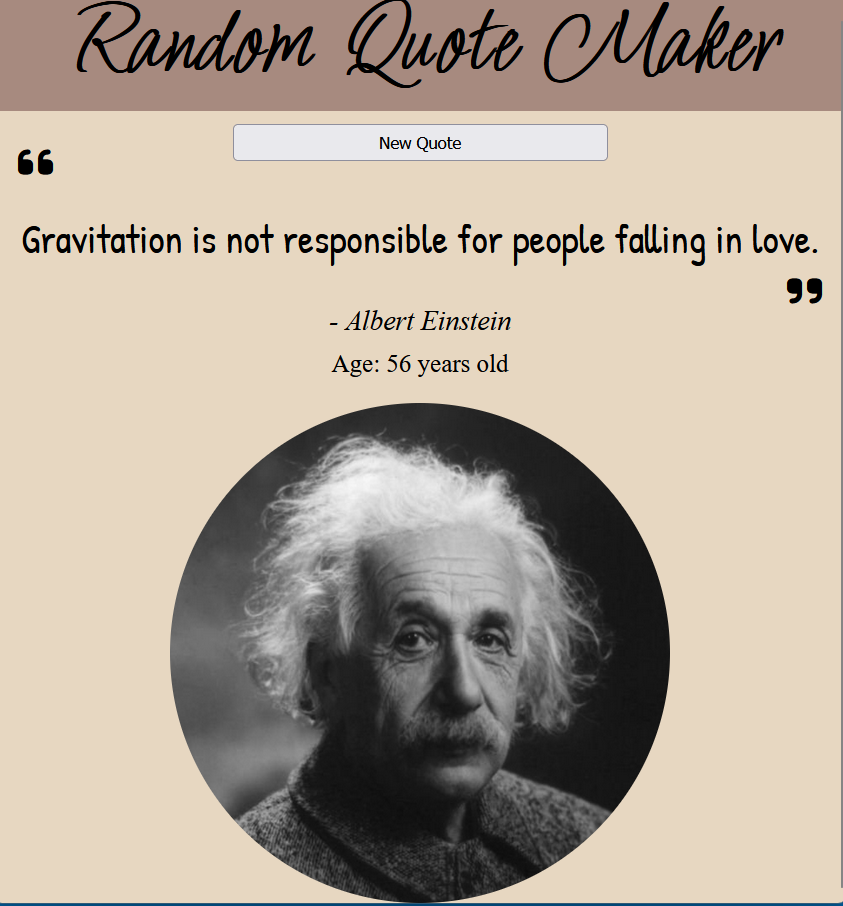 Random Quote Maker
New Quote
“
Gravitation is not responsible for people falling in love.
”
- Albert Einstein
Age: 56 years old